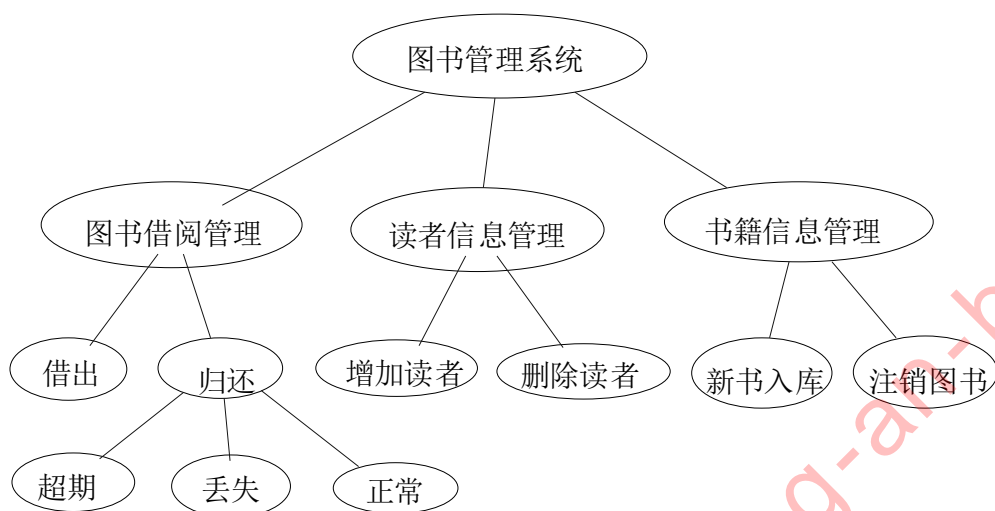 图书管理系统
图书借阅管理
读者信息管理
书籍信息管理
借出
归还
增加读者
删除读者
新书入库
注销图书
超期
丢失
正常
g-an-b